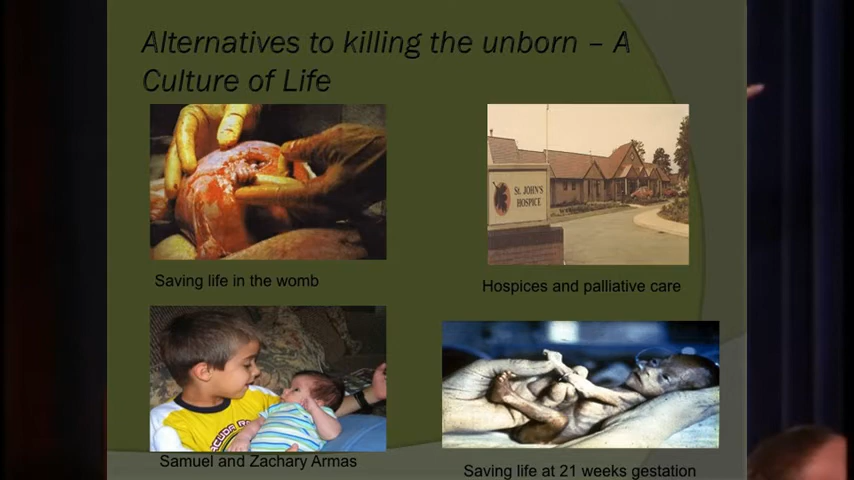 Alternatives to killing the unborn – A
Culture of Life
St. JOHN'S
HOSPICE
Saving life in the womb
Hospices and palliative care
Samuel and Zachary Armas
Saving life at 21 weeks gestation